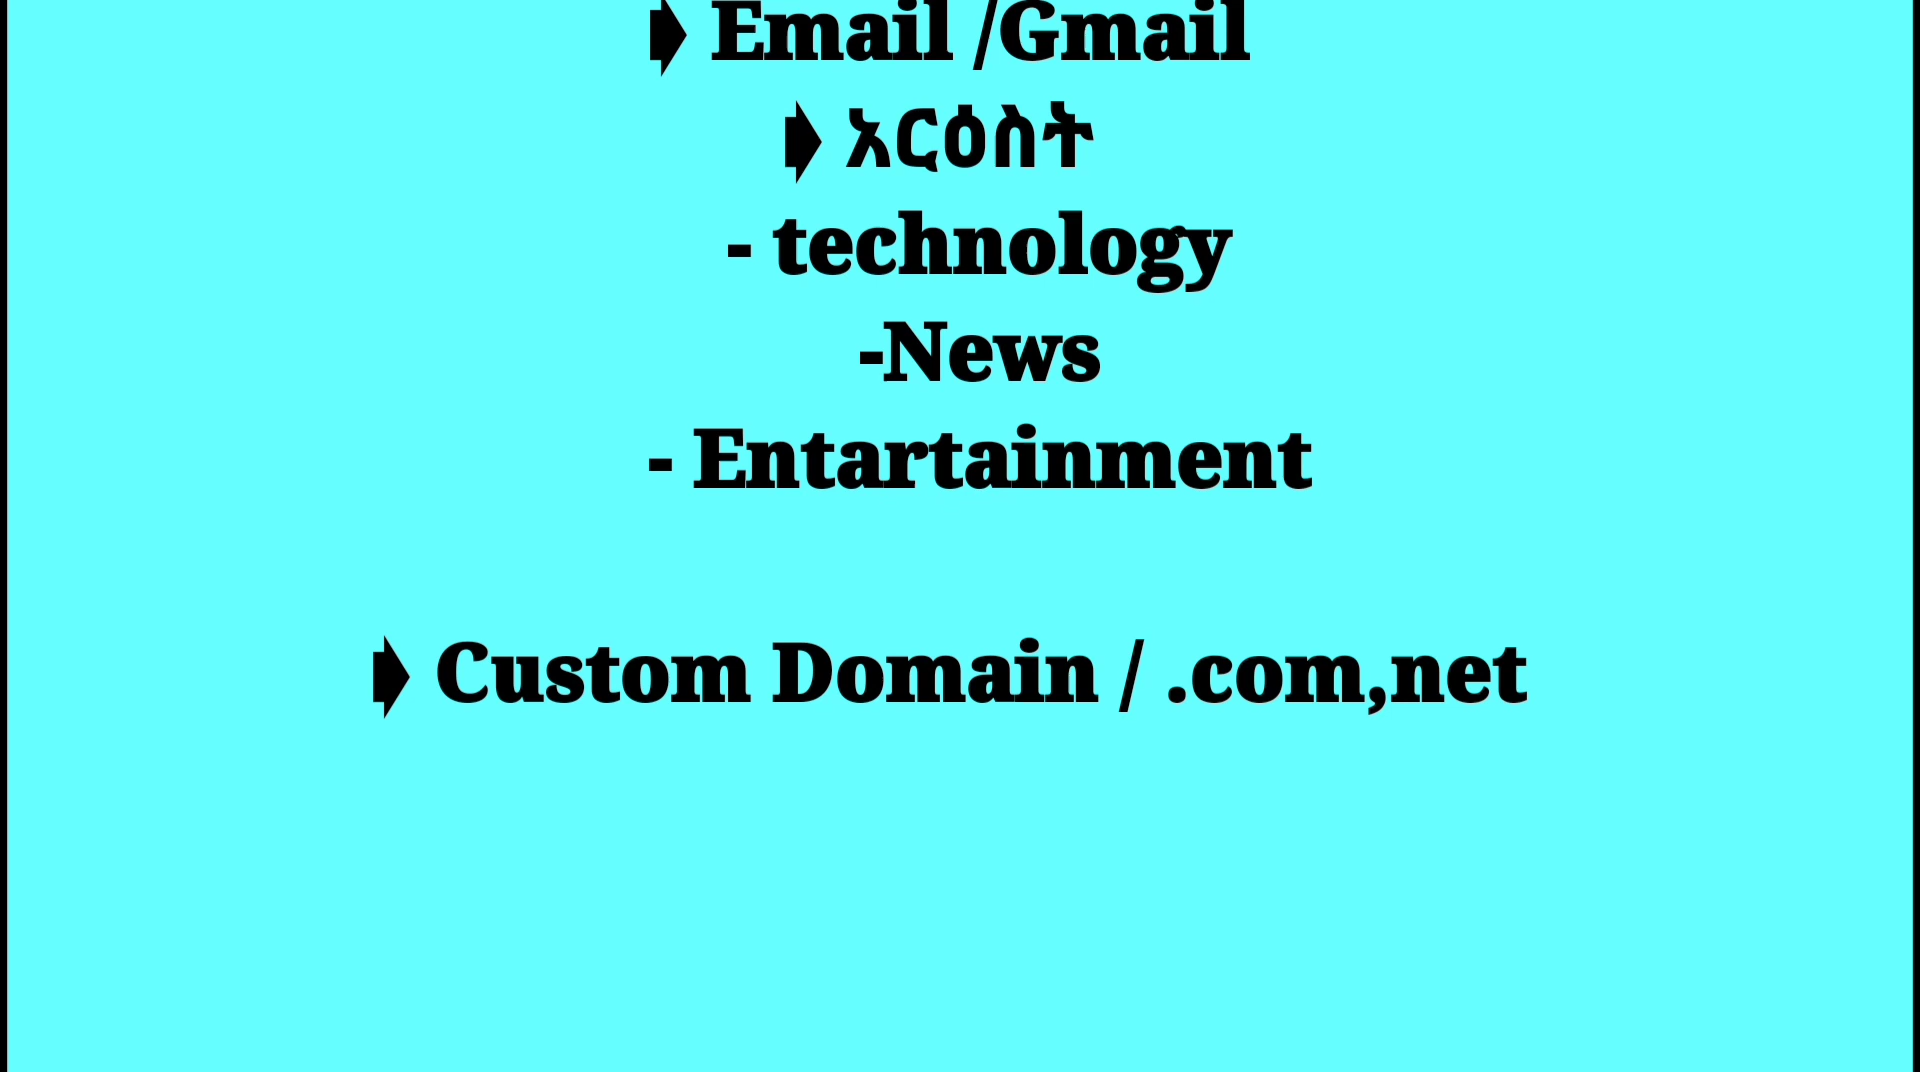 ➧ Email /Gmail
➧ አርዕስት
- technology
-News
- Entartainment
➧ Custom Domain / .com,net